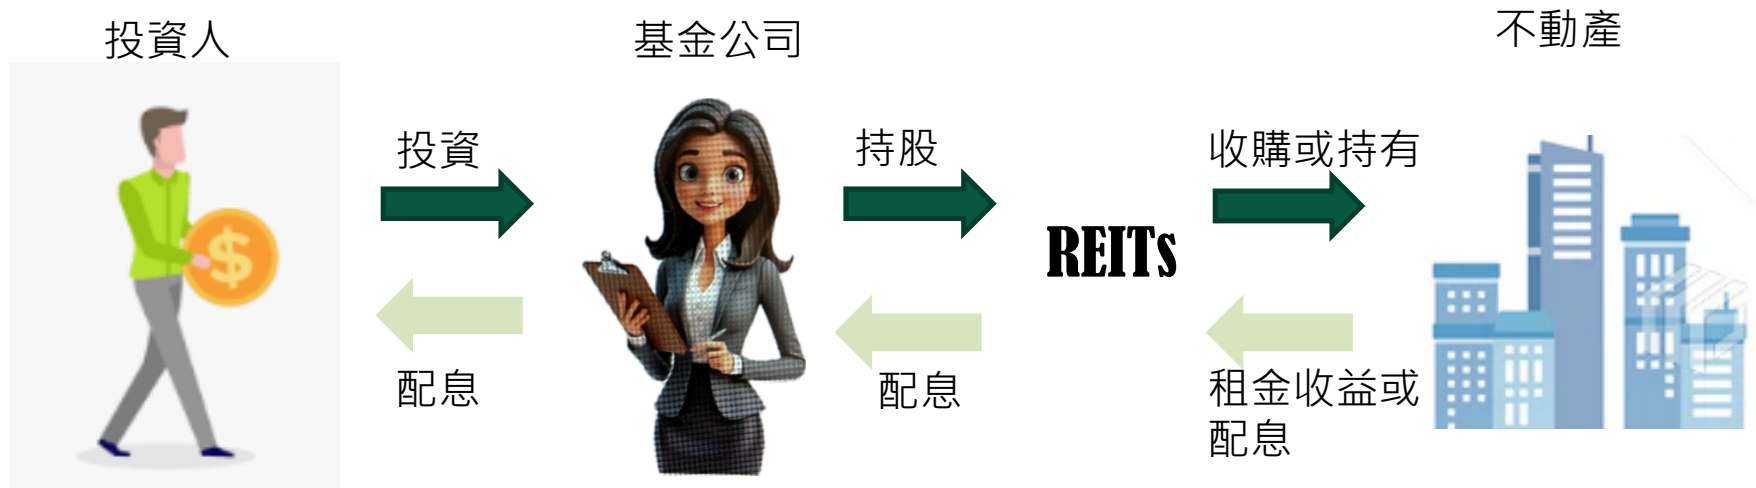 投資人
基金公司
不動產
投資
持股
收購或持有
REITs
配息
配息
租金收益或
配息